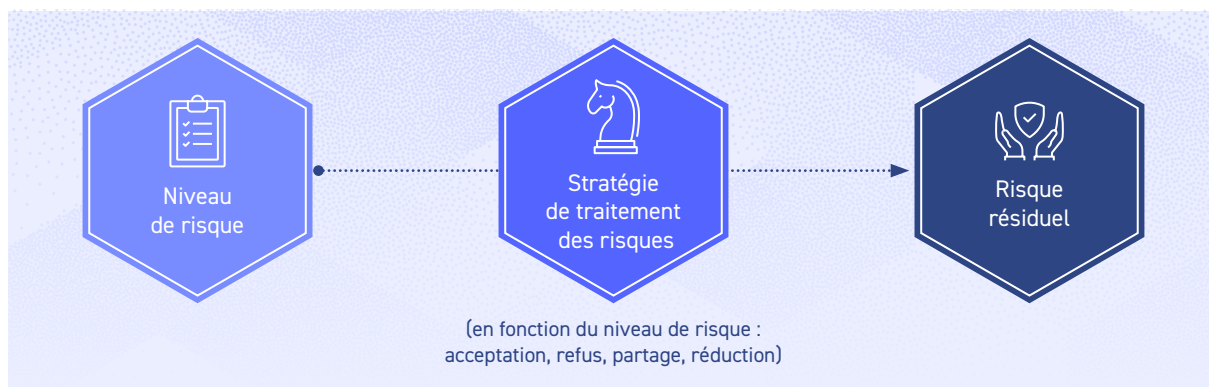 Niveau
de risque
Stratégie
de traitement
des risques
Risque
résiduel
(en fonction du niveau de risque :
acceptation, refus, partage, réduction)